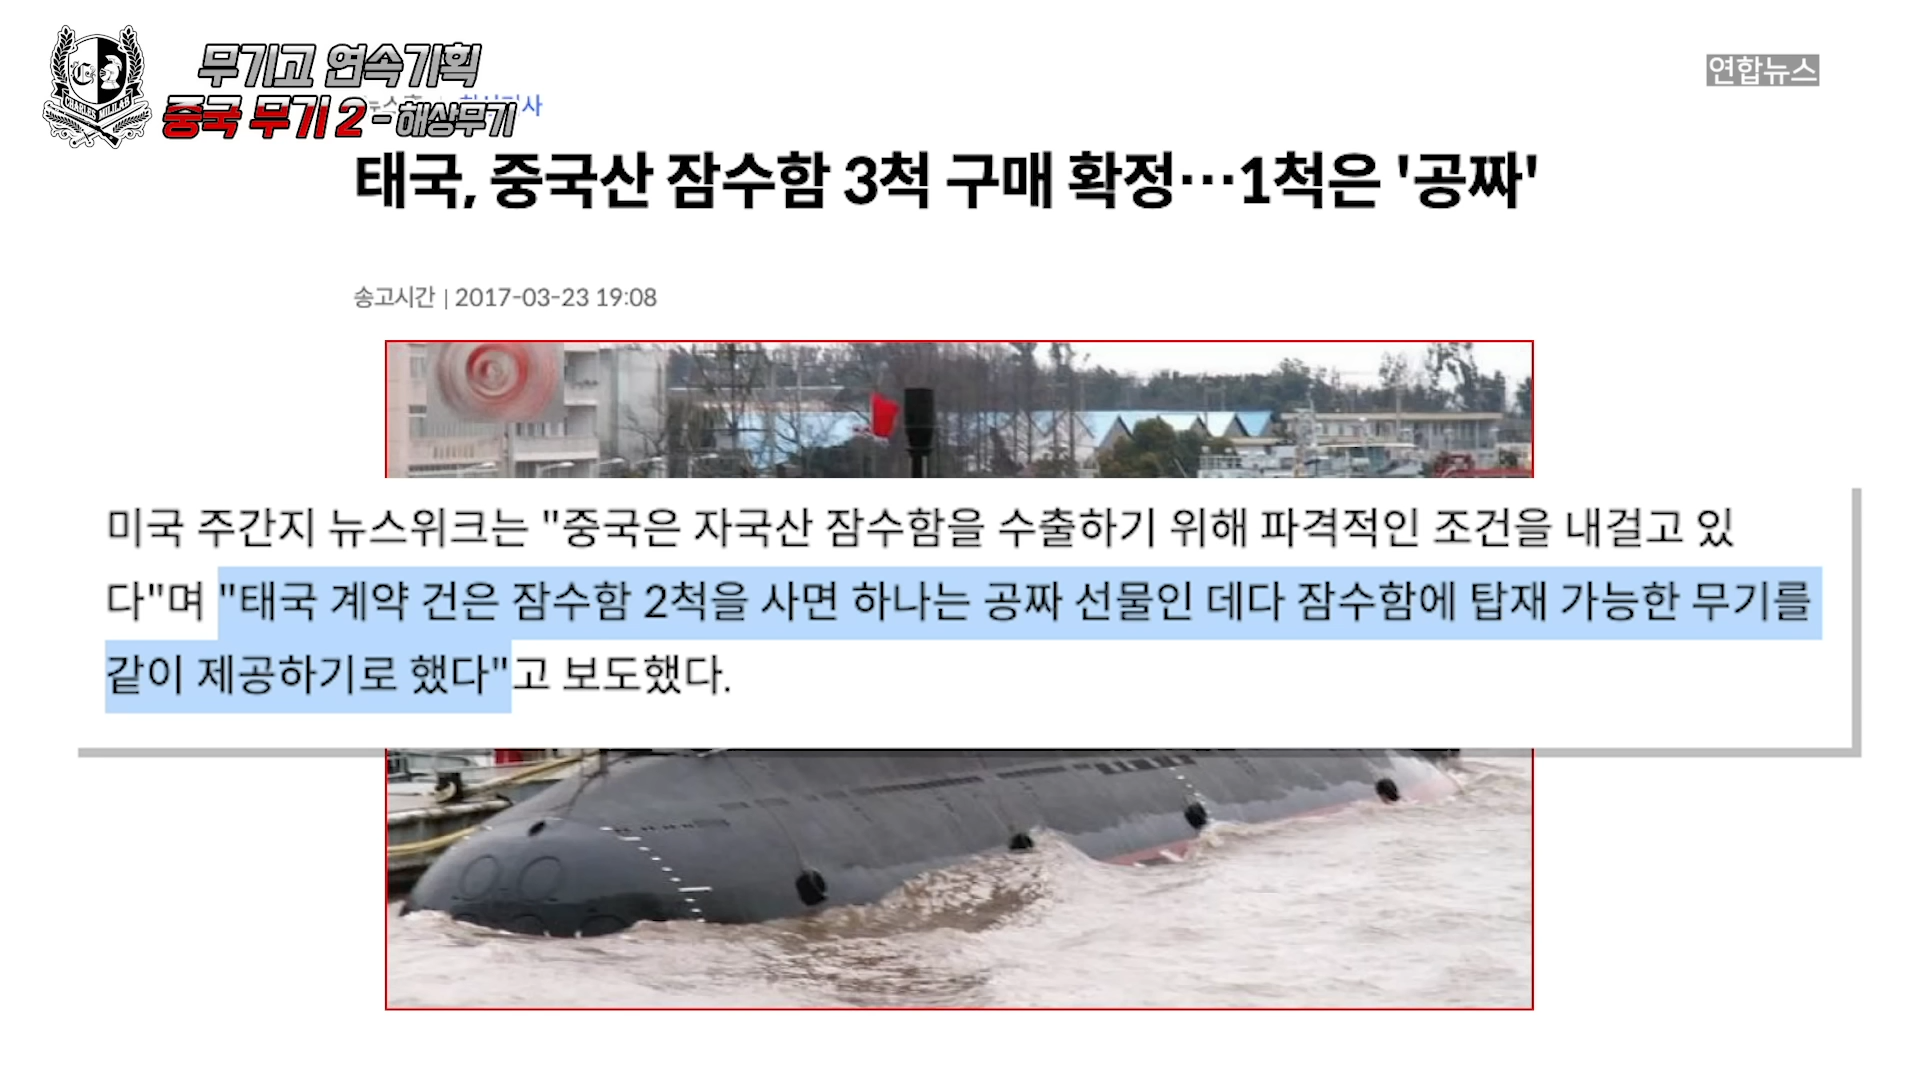 무기고 연속기획
중국 무기 2 - 해상무기
CHARLES MILILAB
연합뉴스
태국, 중국산 잠수함 3척 구매 확정…1척은 '공짜'
송고시간 | 2017-03-23 19:08
미국 주간지 뉴스위크는 "중국은 자국산 잠수함을 수출하기 위해 파격적인 조건을 내걸고 있
다"며 "태국 계약 건은 잠수함 2척을 사면 하나는 공짜 선물인 데다 잠수함에 탑재 가능한 무기를
같이 제공하기로 했다"고 보도했다.